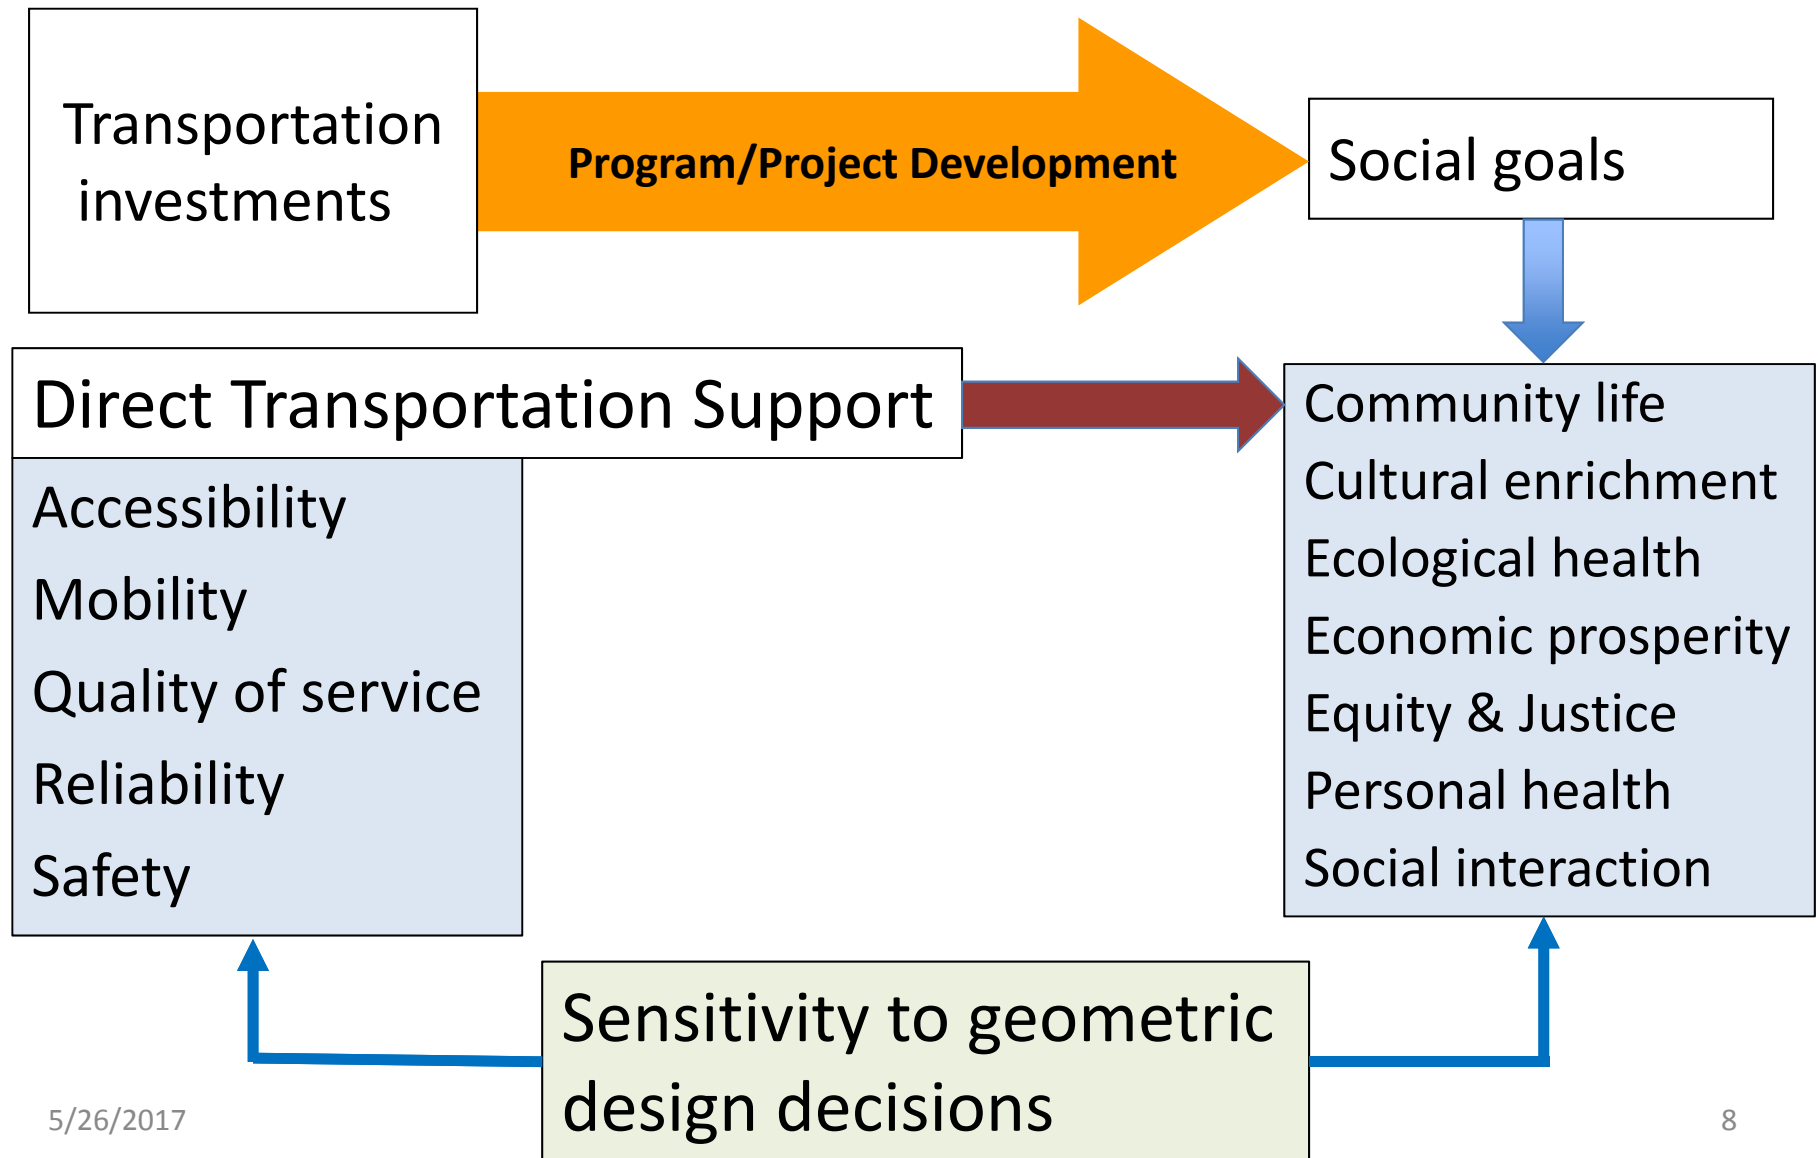 Transportation
investments
Program/Project Development
Social goals
Direct Transportation Support
Accessibility
Mobility
Quality of service
Reliability
Safety
Community life
Cultural enrichment
Ecological health
Economic prosperity
Equity & Justice
Personal health
Social interaction
Sensitivity to geometric
design decisions
5/26/2017
8